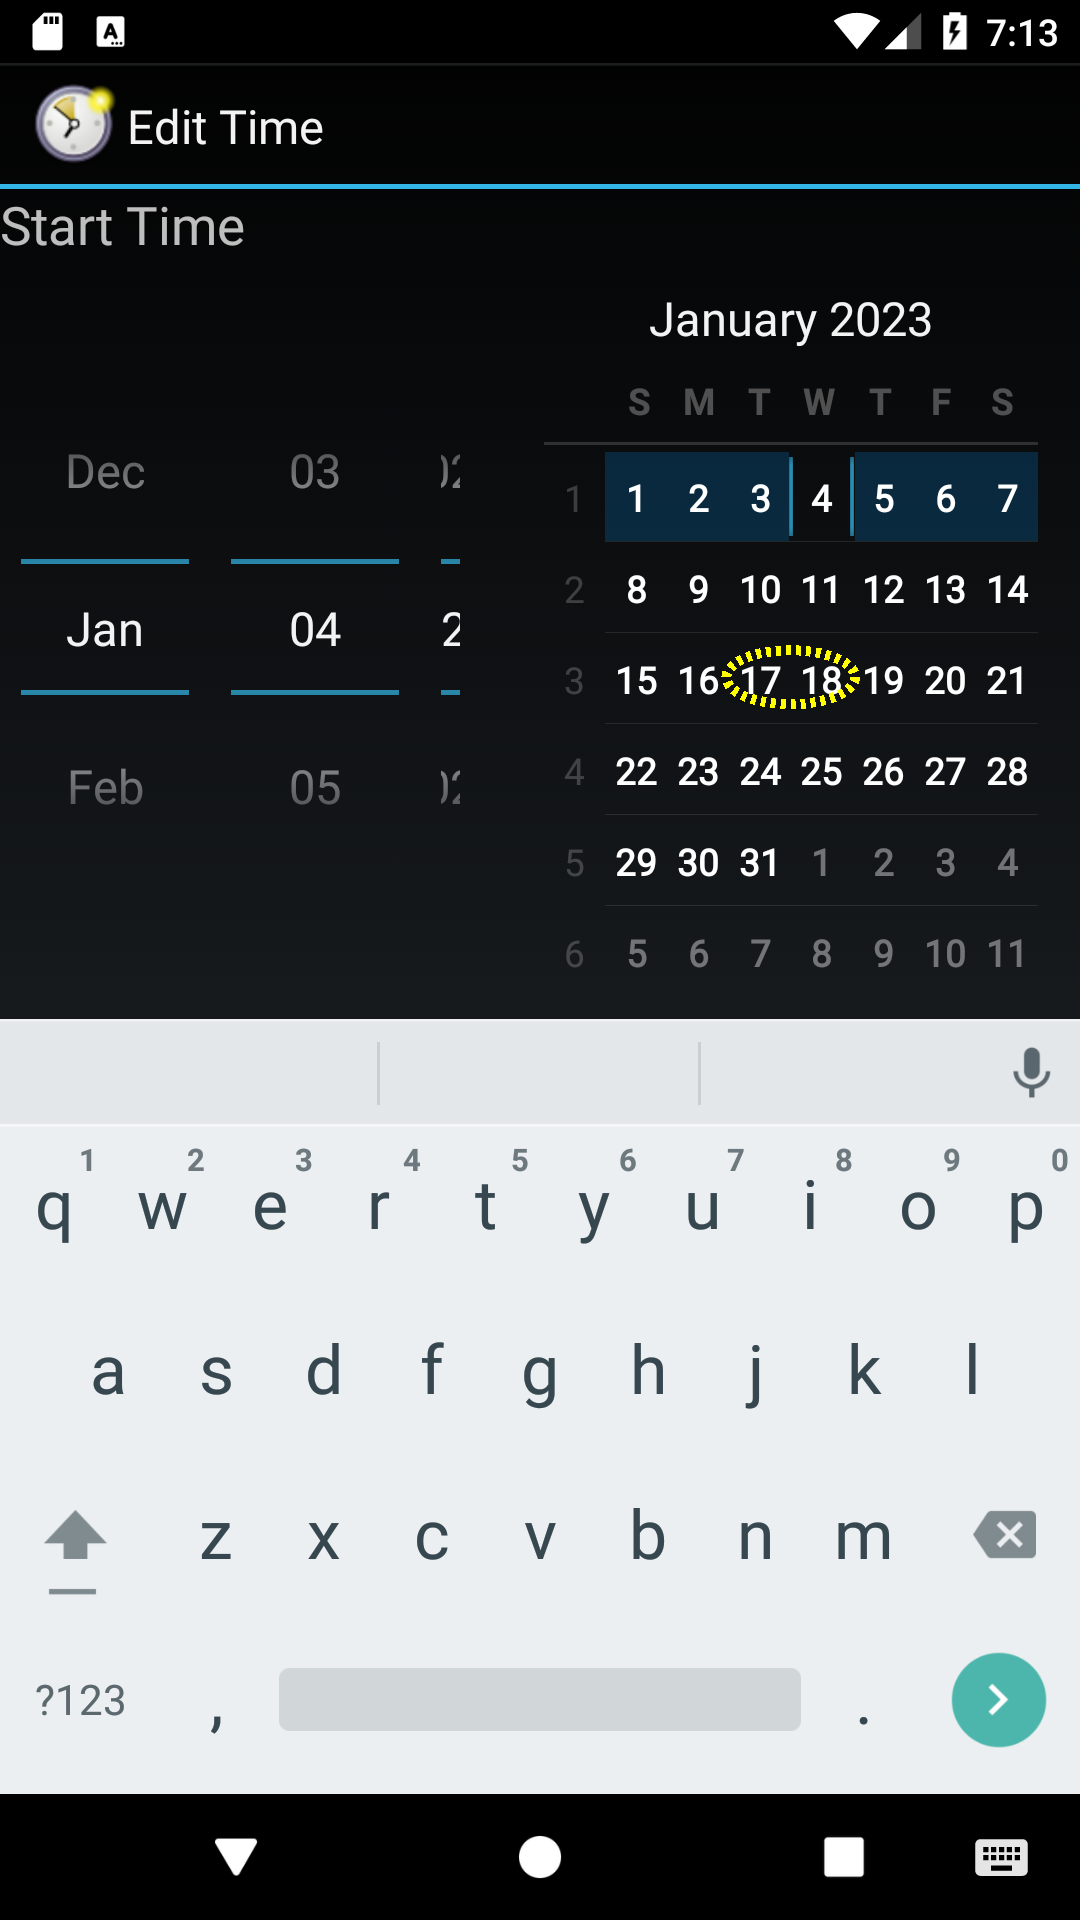 7:13
Edit Time
Start Time
January 2023
S M T W T F S
Dec 03
1 1 2 3 4 5 6 7
2 8 9 10 11 12 13 14
Jan 04 2
3 15 16 17 18 19 20 21
Feb 05
4 22 23 24 25 26 27 28
5 29 30 31 1 2 3 4
6 5 6 7 8 9 10 11
1 2 3 4 5 6 7 8 9 0
q w e r t y u i o p
a s d f g h j k l
z x c v b n m
?123 , .